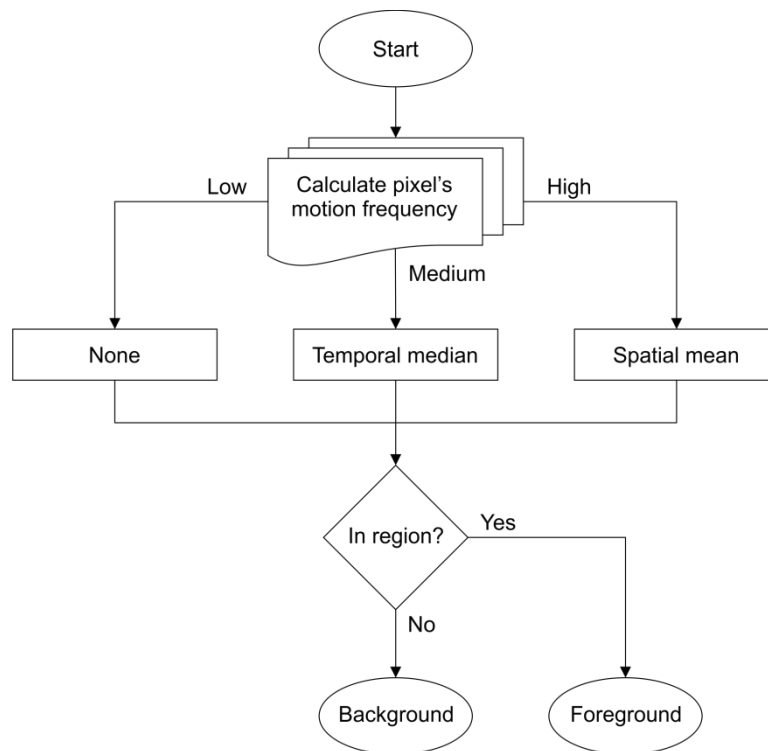 Start
Low
Calculate pixel's
motion frequency
High
Medium
None
Temporal median
Spatial mean
In region?
Yes
No
Background
Foreground